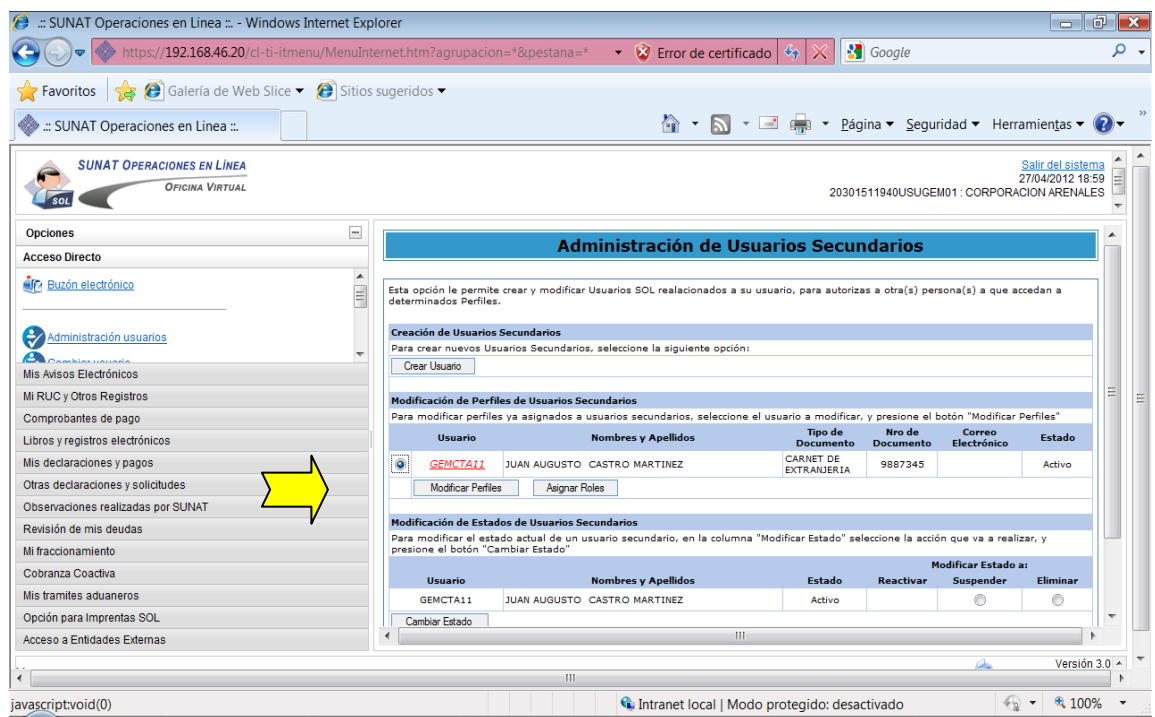 .:: SUNAT Operaciones en Linea ::. - Windows Internet Explorer
https://192.168.46.20/cl-ti-itmenu/MenuInternet.htm?agrupacion=*&pestana=*
Error de certificado
Google
Favoritos
Galería de Web Slice
Sitios sugeridos
.:: SUNAT Operaciones en Linea ::.
Página
Seguridad
Herramientas
SUNAT OPERACIONES EN LÍNEA
OFICINA VIRTUAL
SOL
Salir del sistema
27/04/2012 18:59
20301511940USUGEM01 : CORPORACION ARENALES
Opciones
Acceso Directo
Buzón electrónico
Administración usuarios
Cambiar usuario
Mis Avisos Electrónicos
Mi RUC y Otros Registros
Comprobantes de pago
Libros y registros electrónicos
Mis declaraciones y pagos
Otras declaraciones y solicitudes
Observaciones realizadas por SUNAT
Revisión de mis deudas
Mi fraccionamiento
Cobranza Coactiva
Mis tramites aduaneros
Opción para Imprentas SOL
Acceso a Entidades Externas
Administración de Usuarios Secundarios
Esta opción le permite crear y modificar Usuarios SOL realacionados a su usuario, para autorizas a otra(s) persona(s) a que accedan a
determinados Perfiles.
Creación de Usuarios Secundarios
Para crear nuevos Usuarios Secundarios, seleccione la siguiente opción:
Crear Usuario
Modificación de Perfiles de Usuarios Secundarios
Para modificar perfiles ya asignados a usuarios secundarios, seleccione el usuario a modificar, y presione el botón "Modificar Perfiles"
Usuario Nombres y Apellidos Tipo de Documento Nro de Documento Correo Electrónico Estado
GEMCTA11 JUAN AUGUSTO CASTRO MARTINEZ CARNET DE EXTRANJERIA 9887345 Activo
Modificar Perfiles Asignar Roles
Modificación de Estados de Usuarios Secundarios
Para modificar el estado actual de un usuario secundario, en la columna "Modificar Estado" seleccione la acción que va a realizar, y
presione el botón "Cambiar Estado"
Modificar Estado a:
Usuario Nombres y Apellidos Estado Reactivar Suspender Eliminar
GEMCTA11 JUAN AUGUSTO CASTRO MARTINEZ Activo
Cambiar Estado
Versión 3.0
javascript:void(0)
Intranet local | Modo protegido: desactivado
100%